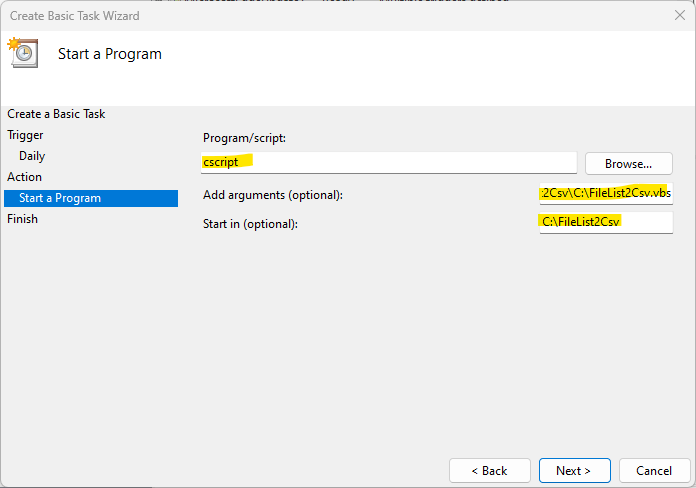 Create Basic Task Wizard
Start a Program
Create a Basic Task
Trigger
Daily
Action
Start a Program
Finish
Program/script:
cscript
Browse...
Add arguments (optional):
:2Csv\C:\FileList2Csv.vbs
Start in (optional):
C:\FileList2Csv
< Back
Next >
Cancel